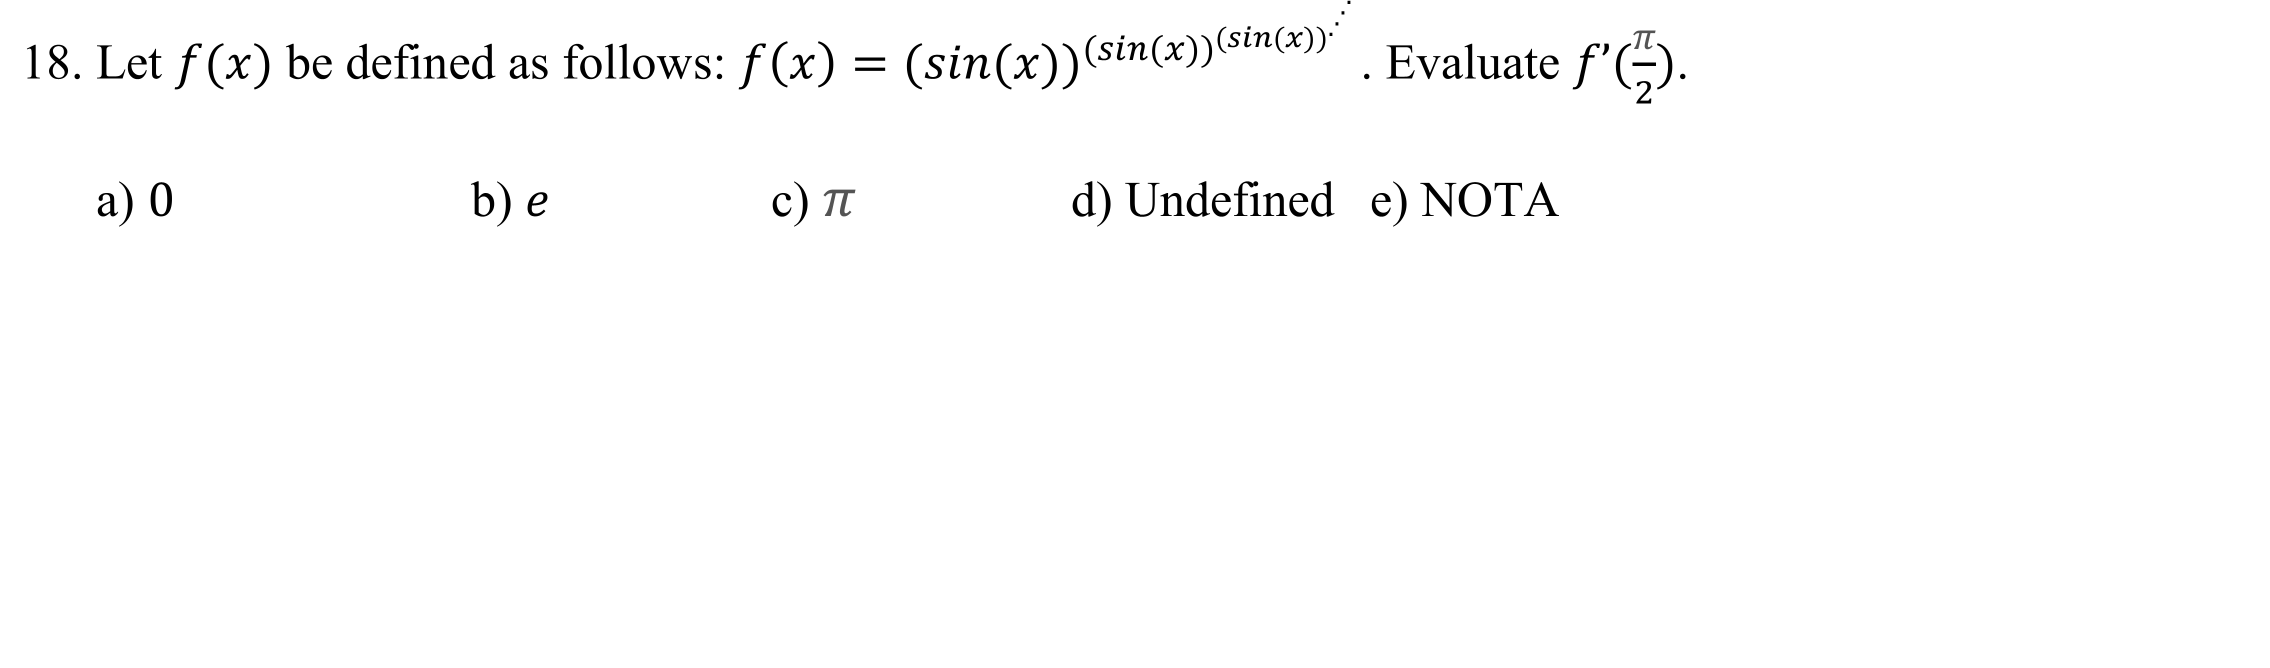 18. Let f(x) be defined as follows: f(x) = (sin(x))^{(sin(x))^{(sin(x))^{⋰}}}. Evaluate f’(π/2).
a) 0 b) e c) π d) Undefined e) NOTA